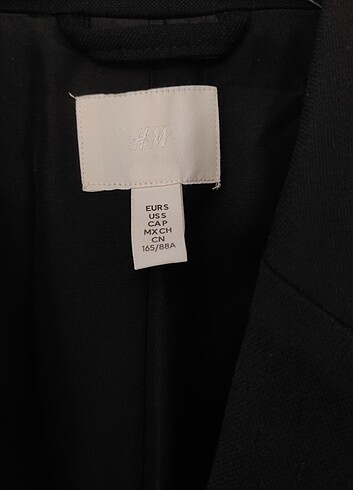 H&M
EUR S
US S
CA P
MX CH
CN
165/88A